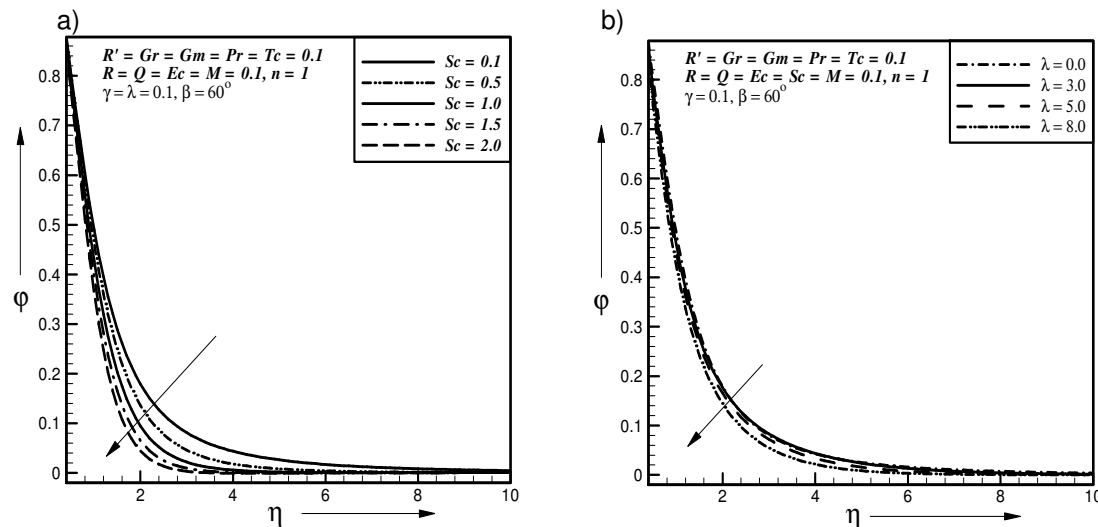 a)
R' = Gr = Gm = Pr = Tc = 0.1
R = Q = Ec = M = 0.1, n = 1
γ = λ = 0.1, β = 60°
Sc = 0.1
Sc = 0.5
Sc = 1.0
Sc = 1.5
Sc = 2.0
0.8
0.7
0.6
0.5
0.4
0.3
0.2
0.1
0
φ
2
4
6
8
10
η
b)
R' = Gr = Gm = Pr = Tc = 0.1
R = Q = Ec = Sc = M = 0.1, n = 1
γ = 0.1, β = 60°
λ = 0.0
λ = 3.0
λ = 5.0
λ = 8.0
0.8
0.7
0.6
0.5
0.4
0.3
0.2
0.1
0
φ
2
4
6
8
10
η